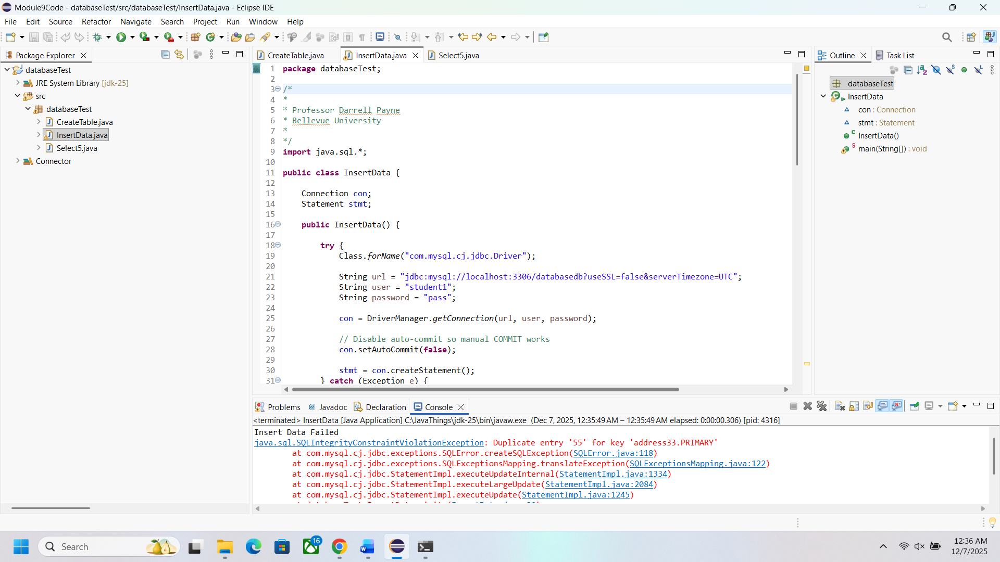 Module9Code - databaseTest/src/databaseTest/InsertData.java - Eclipse IDE
File Edit Source Refactor Navigate Search Project Run Window Help
Package Explorer
databaseTest
JRE System Library [jdk-25]
src
databaseTest
CreateTable.java
InsertData.java
Select5.java
Connector
CreateTable.java InsertData.java Select5.java
1 package databaseTest;
2
3 /*
4 *
5 * Professor Darrell Payne
6 * Bellevue University
7 *
8 */
9 import java.sql.*;
10
11 public class InsertData {
12
13 Connection con;
14 Statement stmt;
15
16 public InsertData() {
17
18 try {
19 Class.forName("com.mysql.cj.jdbc.Driver");
20
21 String url = "jdbc:mysql://localhost:3306/databasedb?useSSL=false&serverTimezone=UTC";
22 String user = "student1";
23 String password = "pass";
24
25 con = DriverManager.getConnection(url, user, password);
26
27 // Disable auto-commit so manual COMMIT works
28 con.setAutoCommit(false);
29
30 stmt = con.createStatement();
31 } catch (Exception e) {
Outline Task List
databaseTest
InsertData
con : Connection
stmt : Statement
InsertData()
main(String[]) : void
Problems Javadoc Declaration Console
<terminated> InsertData [Java Application] C:\JavaThings\jdk-25\bin\javaw.exe (Dec 7, 2025, 12:35:49 AM – 12:35:49 AM elapsed: 0:00:00.306) [pid: 4316]
Insert Data Failed
java.sql.SQLIntegrityConstraintViolationException: Duplicate entry '55' for key 'address33.PRIMARY'
at com.mysql.cj.jdbc.exceptions.SQLError.createSQLException(SQLError.java:118)
at com.mysql.cj.jdbc.exceptions.SQLExceptionsMapping.translateException(SQLExceptionsMapping.java:122)
at com.mysql.cj.jdbc.StatementImpl.executeUpdateInternal(StatementImpl.java:1334)
at com.mysql.cj.jdbc.StatementImpl.executeLargeUpdate(StatementImpl.java:2084)
at com.mysql.cj.jdbc.StatementImpl.executeUpdate(StatementImpl.java:1245)
Search
16
12:36 AM
12/7/2025